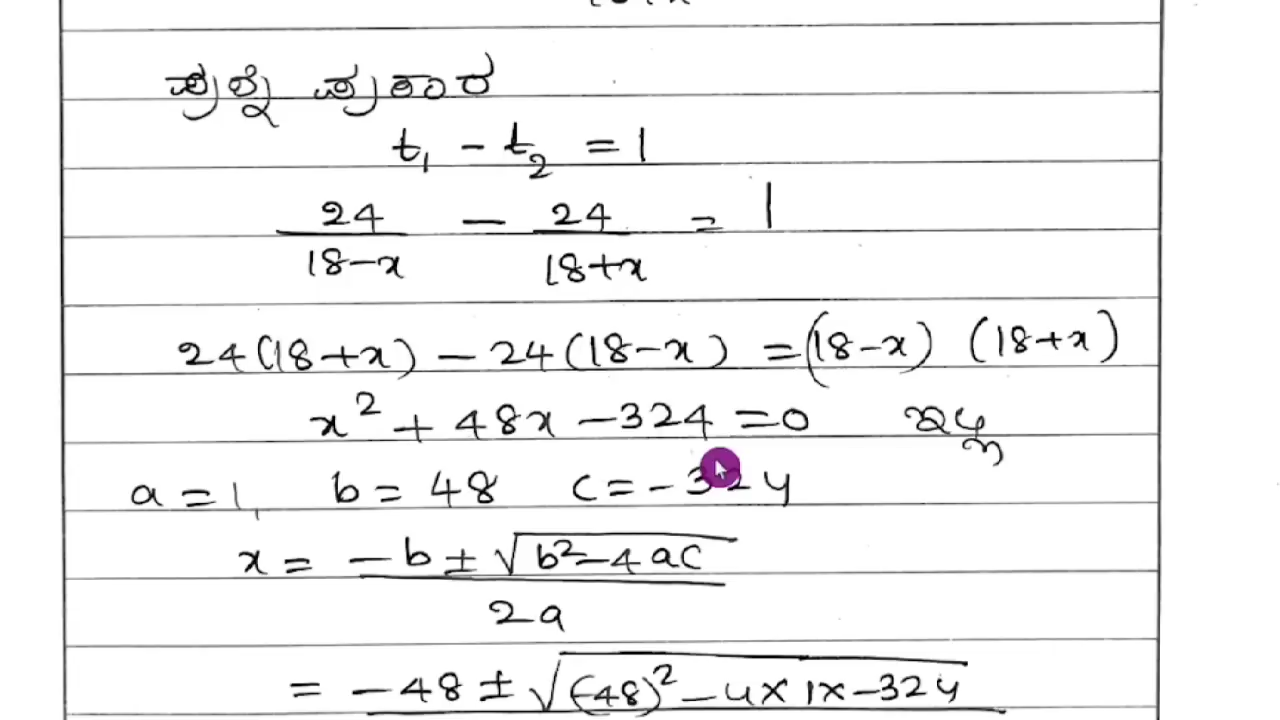 ಪ್ರಶ್ನೆ ಪ್ರಕಾರ
t₁ - t₂ = 1
24/(18-x) - 24/(18+x) = 1
24(18+x) - 24(18-x) = (18-x) (18+x)
x² + 48x - 324 = 0
a = 1, b = 48 c = -324
x = (-b ± √(b²-4ac))/2a
= -48 ± √((-48)² - 4×1×-324)